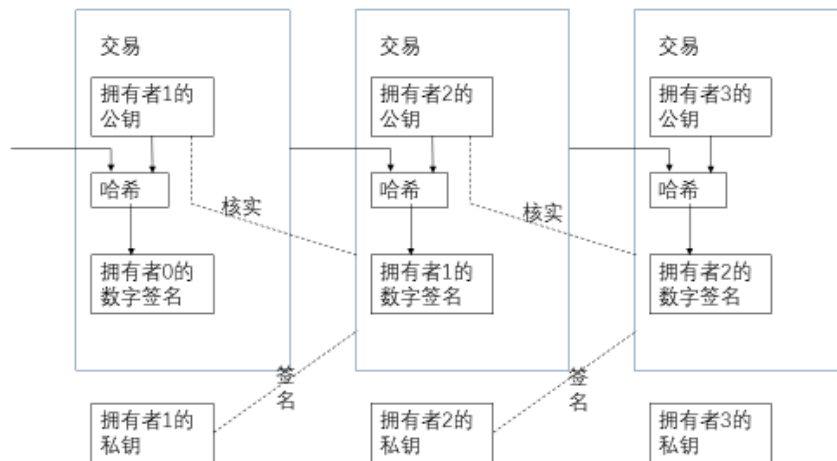 交易
交易
交易
拥有者1的
公钥
拥有者2的
公钥
拥有者3的
公钥
哈希
哈希
哈希
核实
核实
拥有者0的
数字签名
拥有者1的
数字签名
拥有者2的
数字签名
签
名
签
名
拥有者1的
私钥
拥有者2的
私钥
拥有者3的
私钥